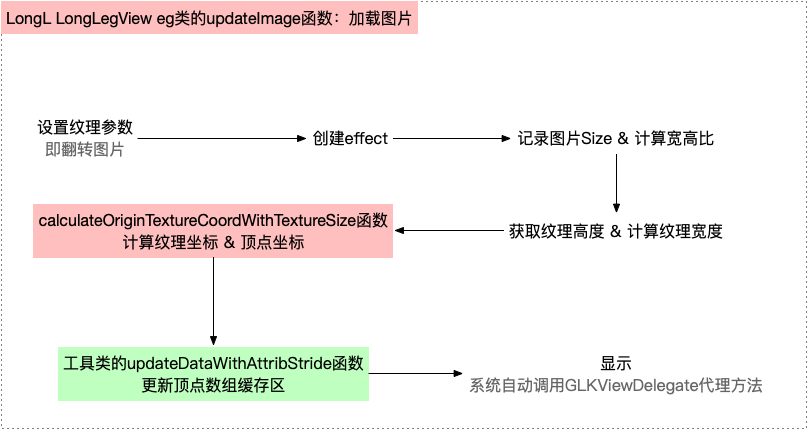 LongL LongLegView eg类的updateImage函数：加载图片
设置纹理参数
即翻转图片
创建effect
记录图片Size & 计算宽高比
获取纹理高度 & 计算纹理宽度
calculateOriginTextureCoordWithTextureSize函数
计算纹理坐标 & 顶点坐标
工具类的updateDataWithAttribStride函数
更新顶点数组缓存区
显示
系统自动调用GLKViewDelegate代理方法